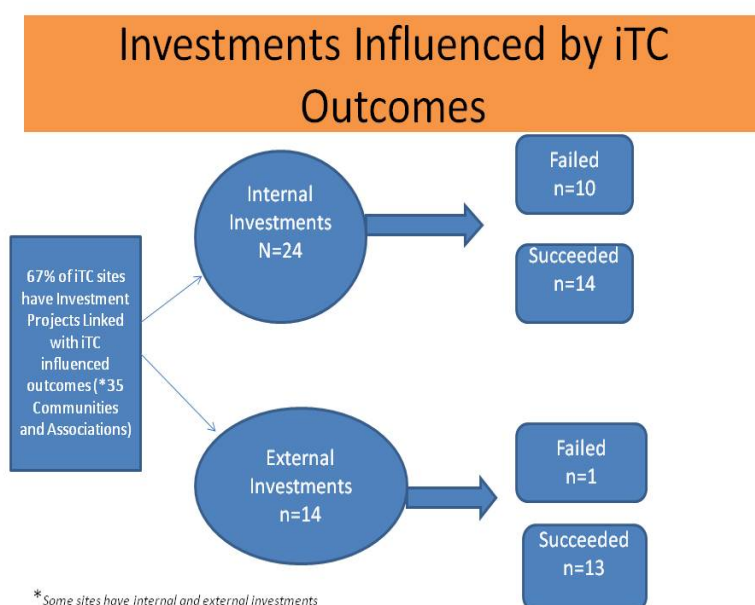 Investments Influenced by iTC
Outcomes
67% of iTC sites
have Investment
Projects Linked
with iTC
influenced
outcomes (*35
Communities
and Associations)
Internal
Investments
N=24
Failed
n=10
Succeeded
n=14
External
Investments
n=14
Failed
n=1
Succeeded
n=13
*Some sites have internal and external investments